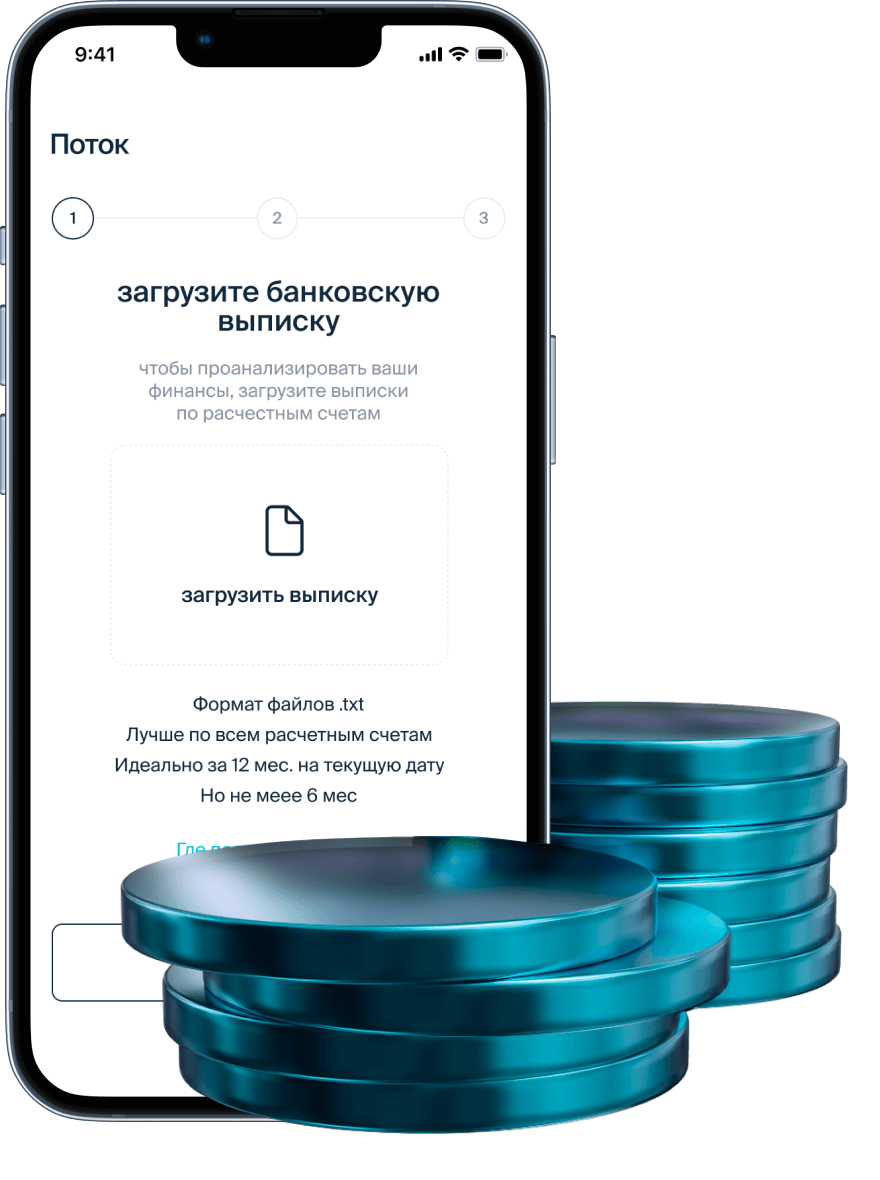 9:41
Поток
1 2 3
загрузите банковскую
выписку
чтобы проанализировать ваши
финансы, загрузите выписки
по расчестным счетам
загрузить выписку
Формат файлов .txt
Лучше по всем расчетным счетам
Идеально за 12 мес. на текущую дату
Но не меее 6 мес
Где